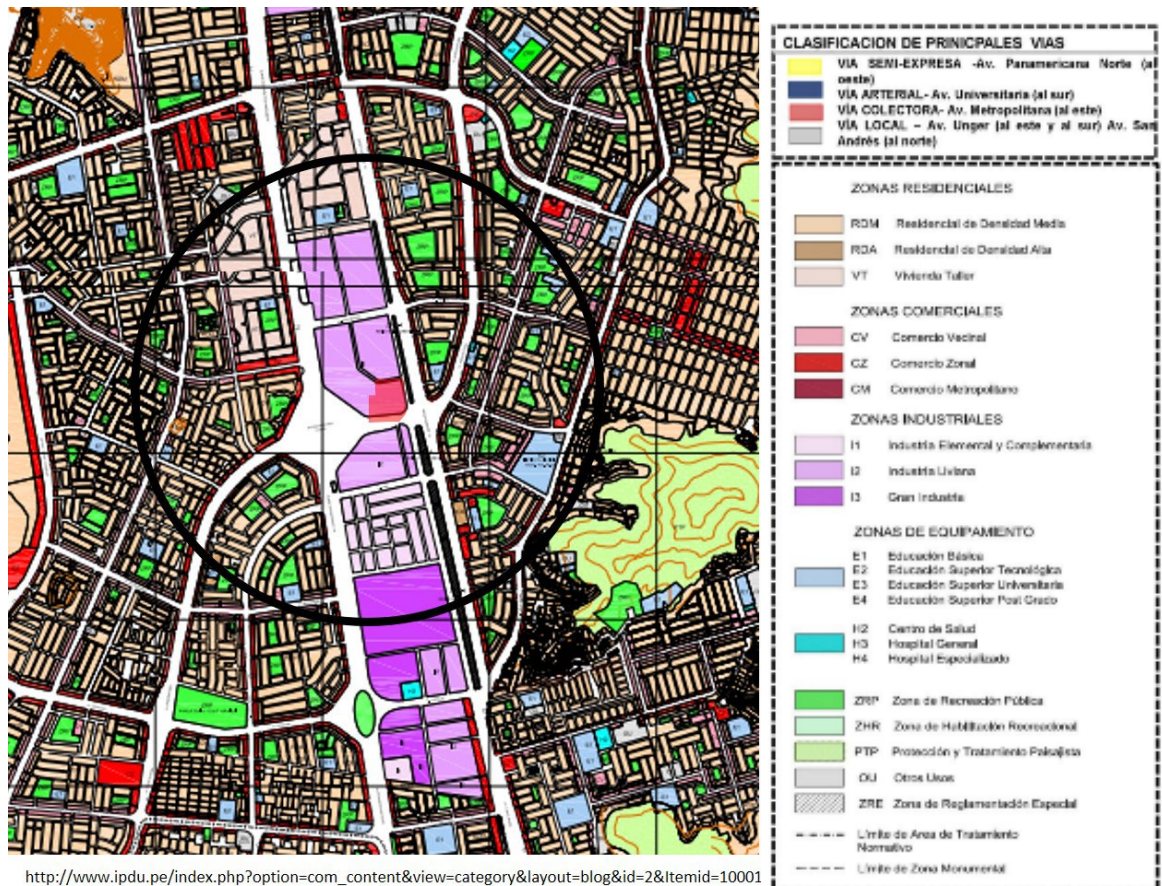 CLASIFICACION DE PRINICPALES VIAS
VIA SEMI-EXPRESA -Av. Panamericana Norte (al
oeste)
VÍA ARTERIAL- Av. Universitaria (al sur)
VÍA COLECTORA- Av. Metropolitana (al este)
VÍA LOCAL – Av. Unger (al este y al sur) Av. San
Andrés (al norte)
ZONAS RESIDENCIALES
RDM Residencial de Densidad Media
RDA Residencial de Densidad Alta
VT Vivienda Taller
ZONAS COMERCIALES
CV Comercio Vecinal
CZ Comercio Zonal
CM Comercio Metropolitano
ZONAS INDUSTRIALES
I1 Industria Elemental y Complementaria
I2 Industria Liviana
I3 Gran Industria
ZONAS DE EQUIPAMIENTO
E1 Educación Básica
E2 Educación Superior Tecnológica
E3 Educación Superior Universitaria
E4 Educación Superior Post Grado
H2 Centro de Salud
H3 Hospital General
H4 Hospital Especializado
ZRP Zona de Recreación Pública
ZHR Zona de Habilitación Recreacional
PTP Protección y Tratamiento Paisajista
OU Otros Usos
ZRE Zona de Reglamentación Especial
Límite de Area de Tratamiento
Normativo
Límite de Zona Monumental
http://www.ipdu.pe/index.php?option=com_content&view=category&layout=blog&id=2&Itemid=10001